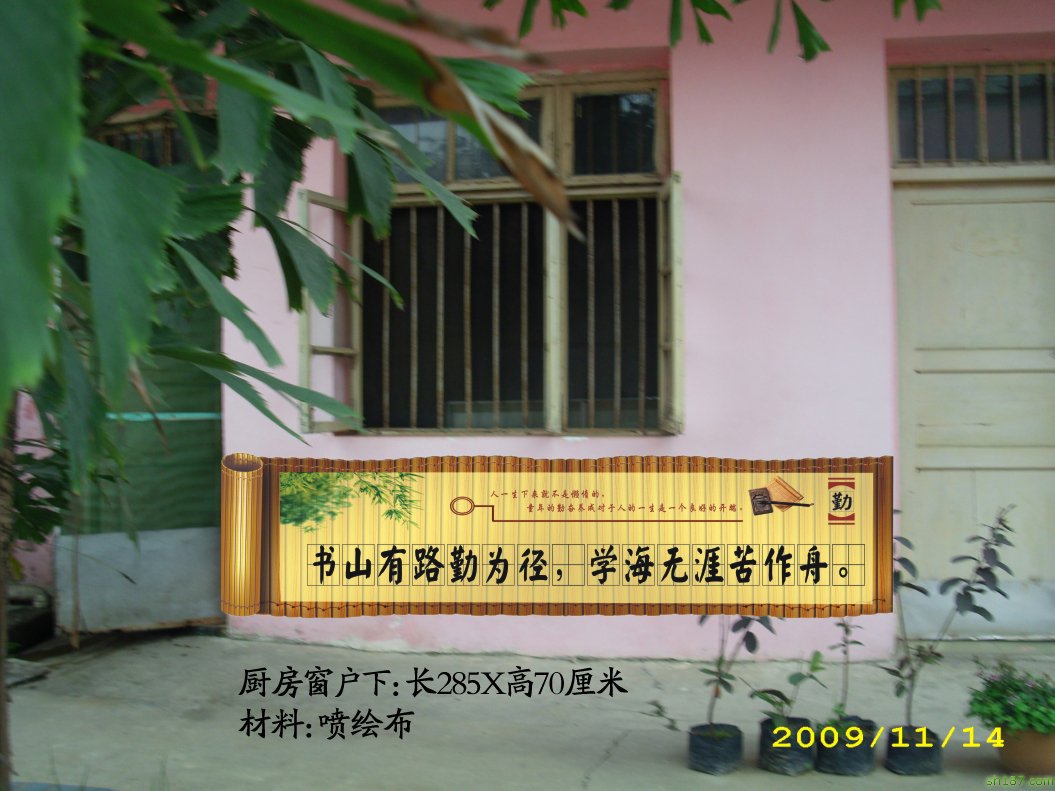 人一生下来就不是懒惰的。
童年的勤奋养成对于人的一生是一个良好的开端。
勤
书山有路勤为径，学海无涯苦作舟。
厨房窗户下：长285X高70厘米
材料：喷绘布
2009/11/14
sh187.com